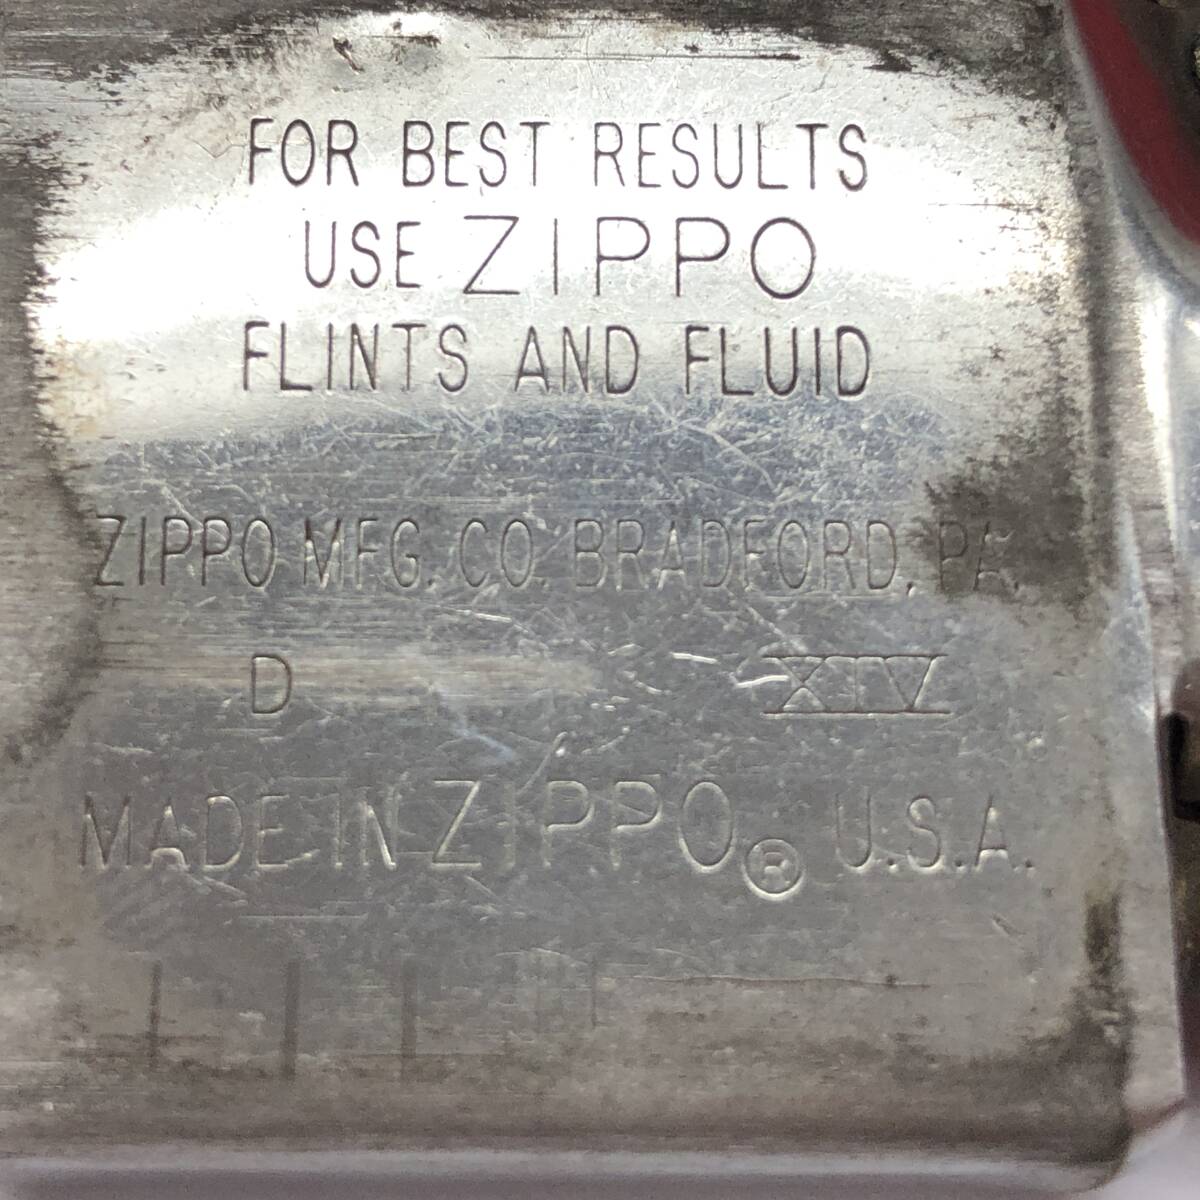 FOR BEST RESULTS
USE ZIPPO
FLINTS AND FLUID
ZIPPO MFG. CO. BRADFORD, PA.
D XIV
MADE IN ZIPPO® U.S.A.